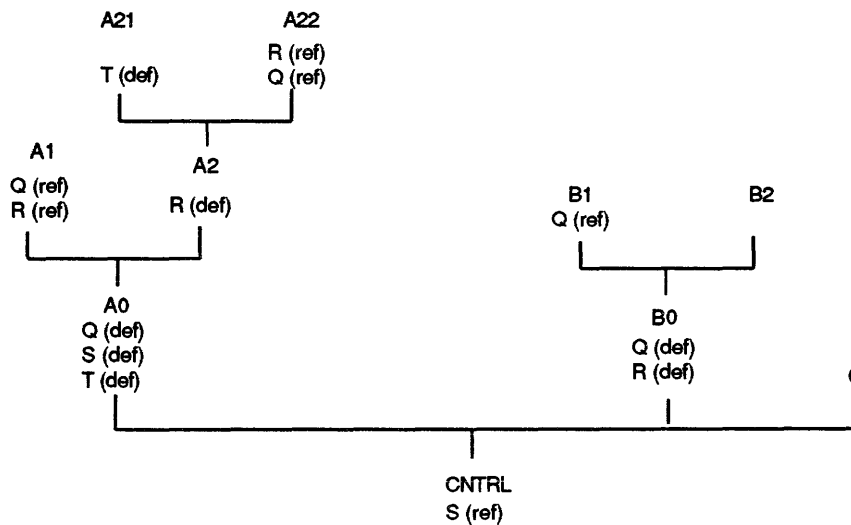 A21
A22
R (ref)
T (def)
Q (ref)
A1
A2
Q (ref)
R (ref)
R (def)
B1
Q (ref)
B2
A0
Q (def)
S (def)
T (def)
B0
Q (def)
R (def)
CNTRL
S (ref)